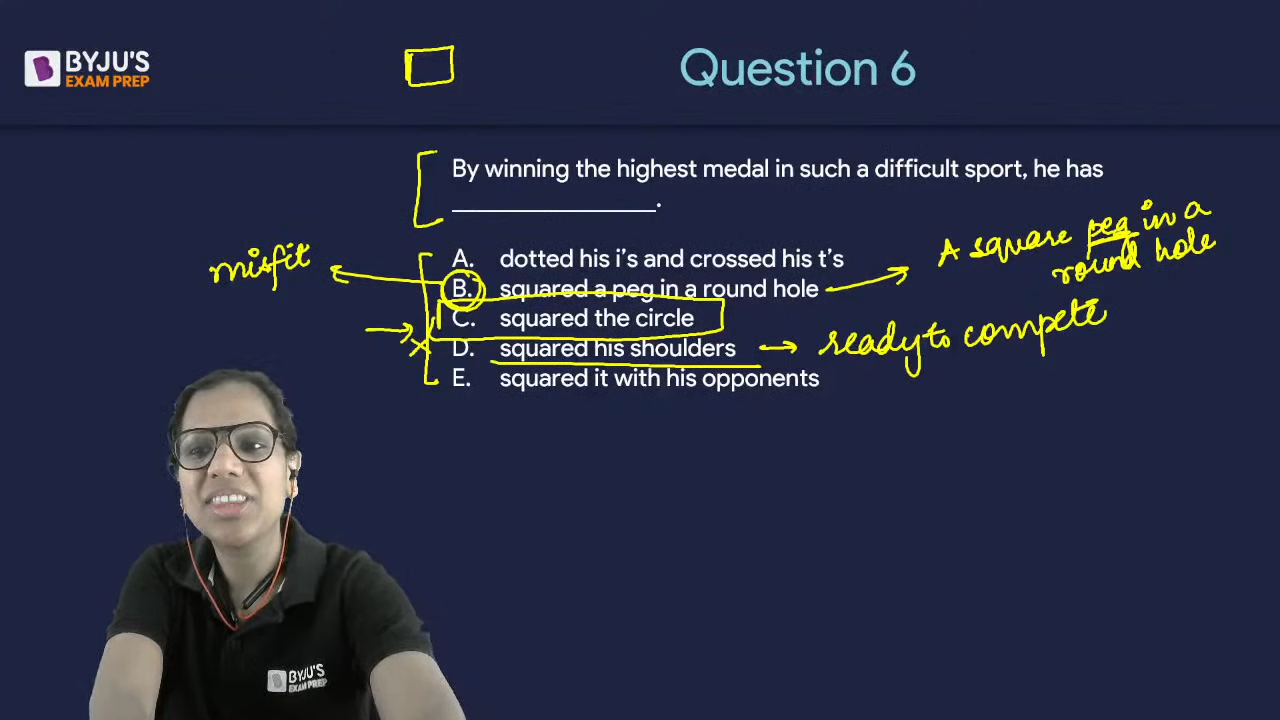 BYJU'S
EXAM PREP
Question 6
By winning the highest medal in such a difficult sport, he has
_________________.
A. dotted his i's and crossed his t's
B. squared a peg in a round hole
C. squared the circle
D. squared his shoulders
E. squared it with his opponents
misfit
A square peg in a
round hole
ready to compete
BYJU'S
EXAM PREP